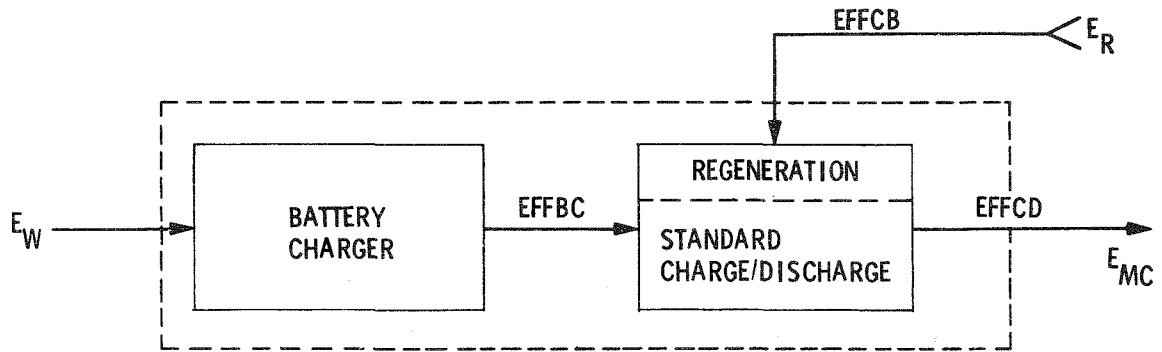 EFFCB
E_R
REGENERATION
BATTERY
CHARGER
EFFBC
EFFCD
E_W
STANDARD
CHARGE/DISCHARGE
E_MC